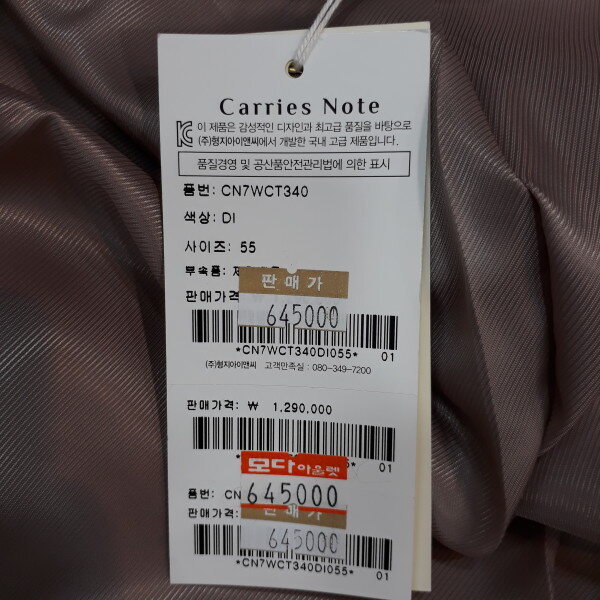 Carries Note
이 제품은 감성적인 디자인과 최고급 품질을 바탕으로
(주)형지아이앤씨에서 개발한 국내 고급 제품입니다.
품질경영 및 공산품안전관리법에 의한 표시
품번: CN7WCT340
색상: DI
사이즈: 55
부속품:
판매가
판매가격:
645000
*CN7WCT340DI055* 01
(주)형지아이앤씨 고객만족실 : 080-349-7200
판매가격: ₩ 1,290,000
모다아울렛
55* 01
품번: CN
645000
판매가
판매가격:
645000
*CN7WCT340DI055* 01